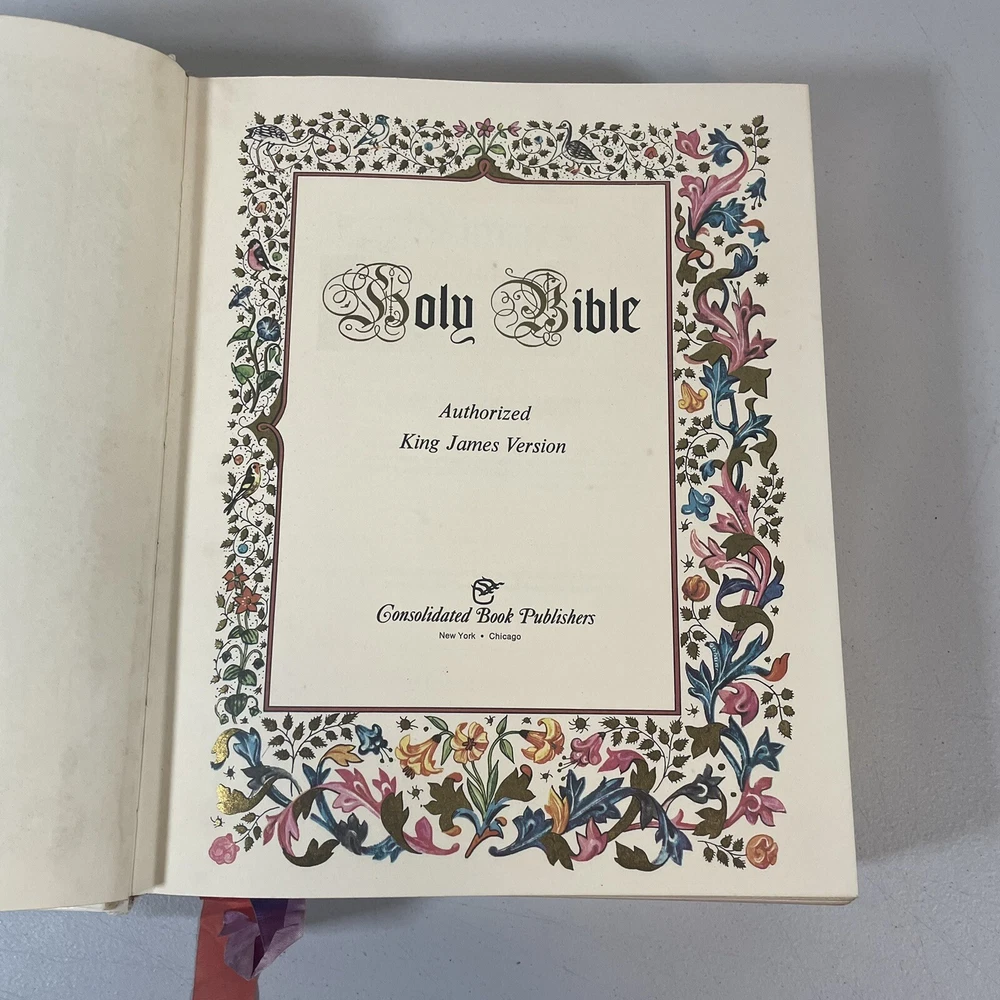 Holy Bible
Authorized
King James Version
Consolidated Book Publishers
New York • Chicago